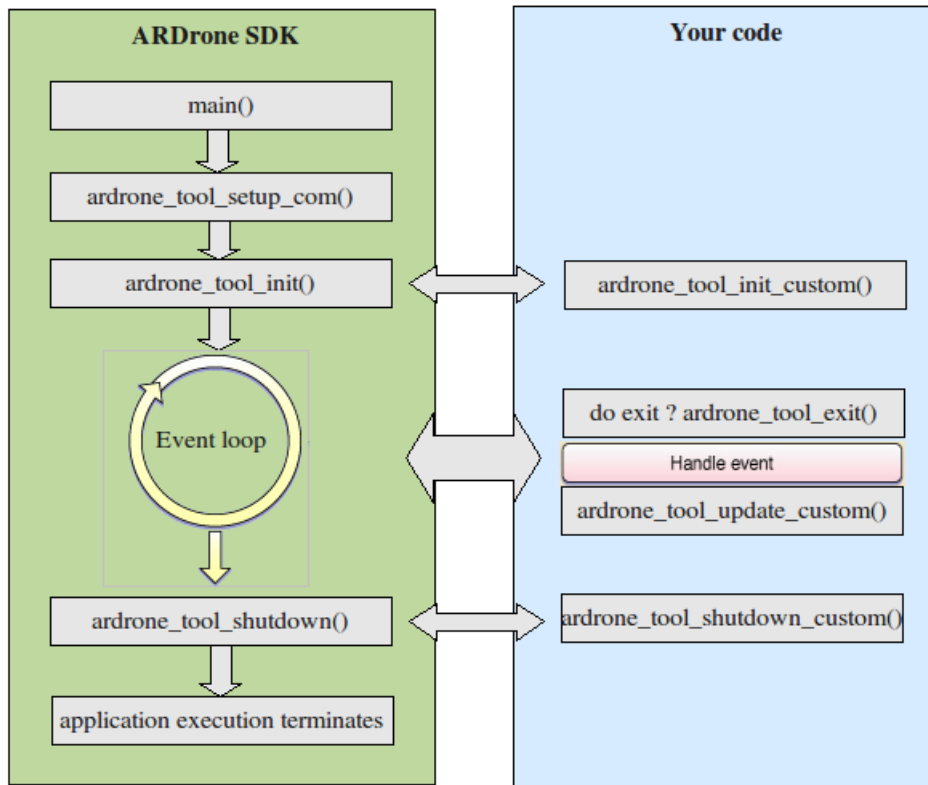 ARDrone SDK
main()
ardrone_tool_setup_com()
ardrone_tool_init()
Event loop
ardrone_tool_shutdown()
application execution terminates
Your code
ardrone_tool_init_custom()
do exit ? ardrone_tool_exit()
Handle event
ardrone_tool_update_custom()
ardrone_tool_shutdown_custom()